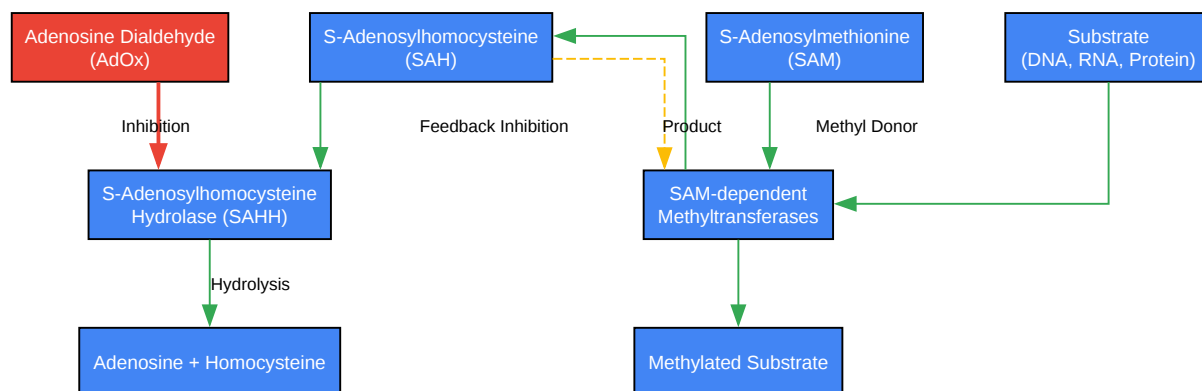 Adenosine Dialdehyde
(AdOx)
S-Adenosylhomocysteine
(SAH)
S-Adenosylmethionine
(SAM)
Substrate
(DNA, RNA, Protein)
Inhibition
Feedback Inhibition
Product
Methyl Donor
S-Adenosylhomocysteine
Hydrolase (SAHH)
SAM-dependent
Methyltransferases
Hydrolysis
Adenosine + Homocysteine
Methylated Substrate